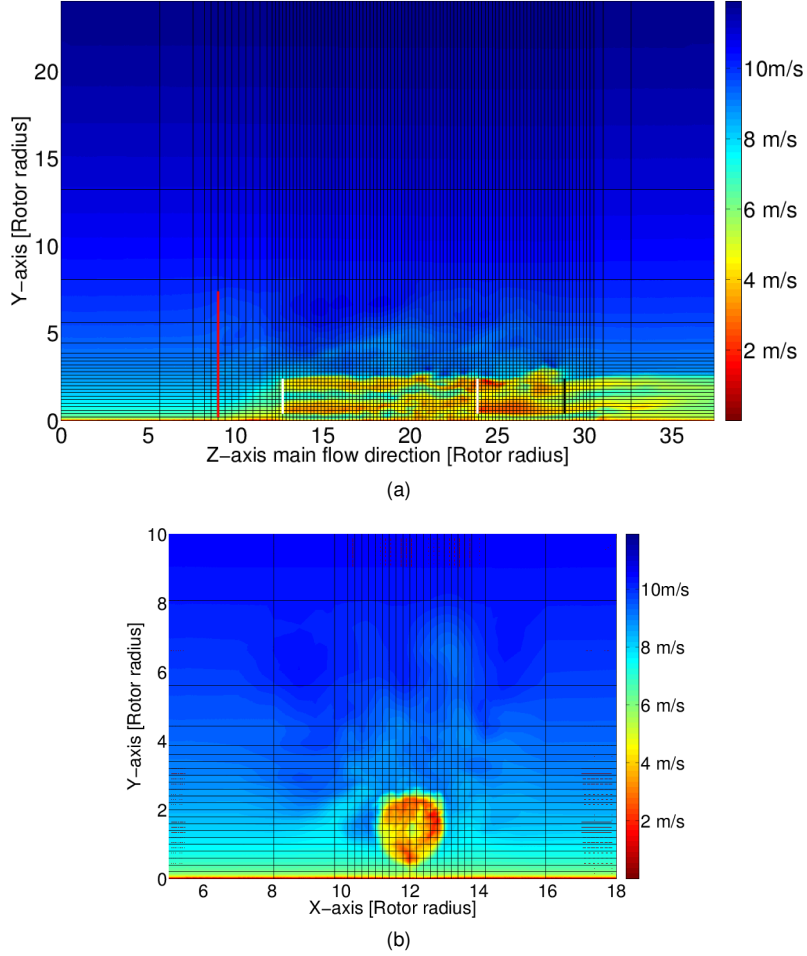 20
15
10
5
0
Y-axis [Rotor radius]
0 5 10 15 20 25 30 35
Z-axis main flow direction [Rotor radius]
10m/s
8 m/s
6 m/s
4 m/s
2 m/s
(a)
10
8
6
4
2
0
Y-axis [Rotor radius]
6 8 10 12 14 16 18
X-axis [Rotor radius]
10m/s
8 m/s
6 m/s
4 m/s
2 m/s
(b)